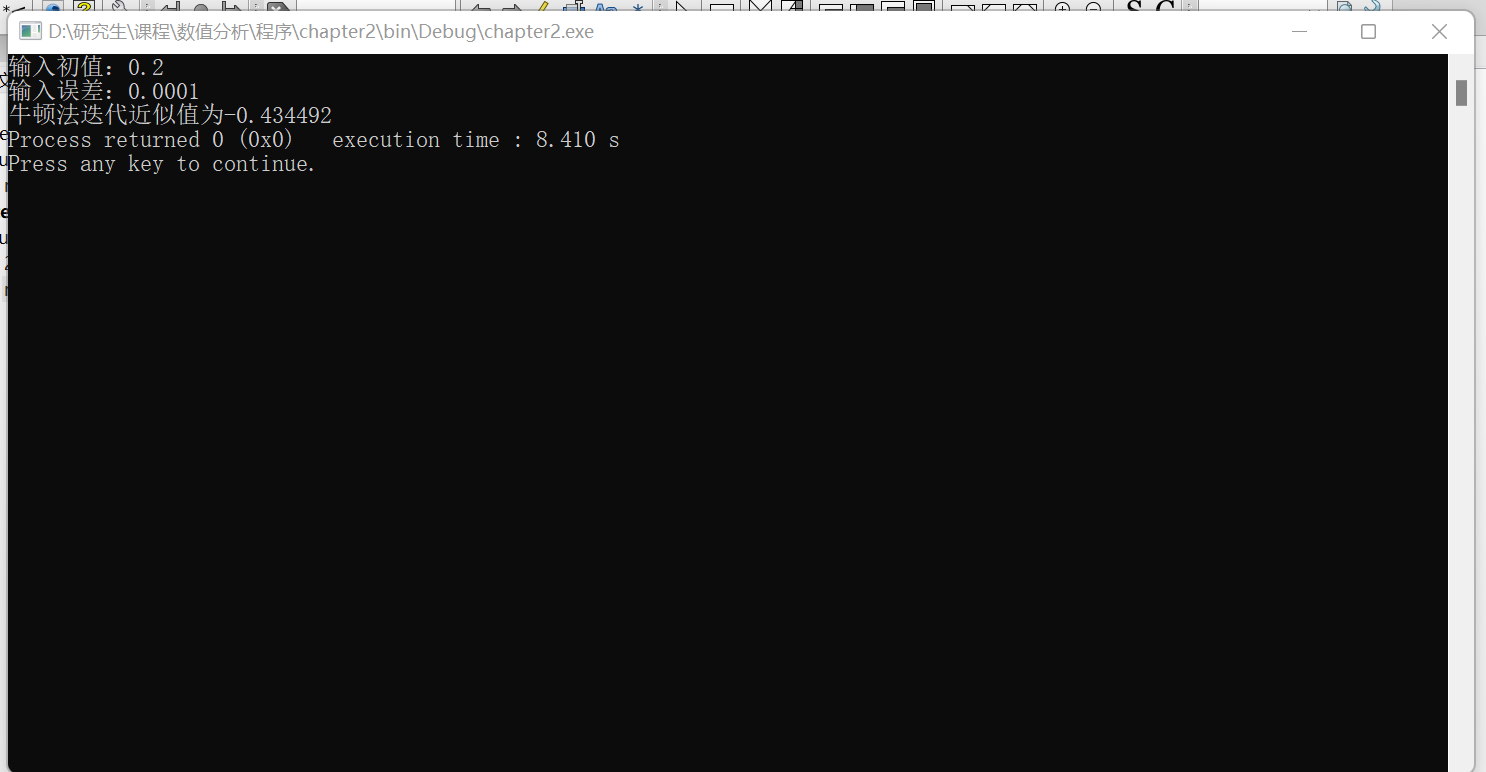 D:\研究生\课程\数值分析\程序\chapter2\bin\Debug\chapter2.exe
输入初值：0.2
输入误差：0.0001
牛顿法迭代近似值为-0.434492
Process returned 0 (0x0)   execution time : 8.410 s
Press any key to continue.